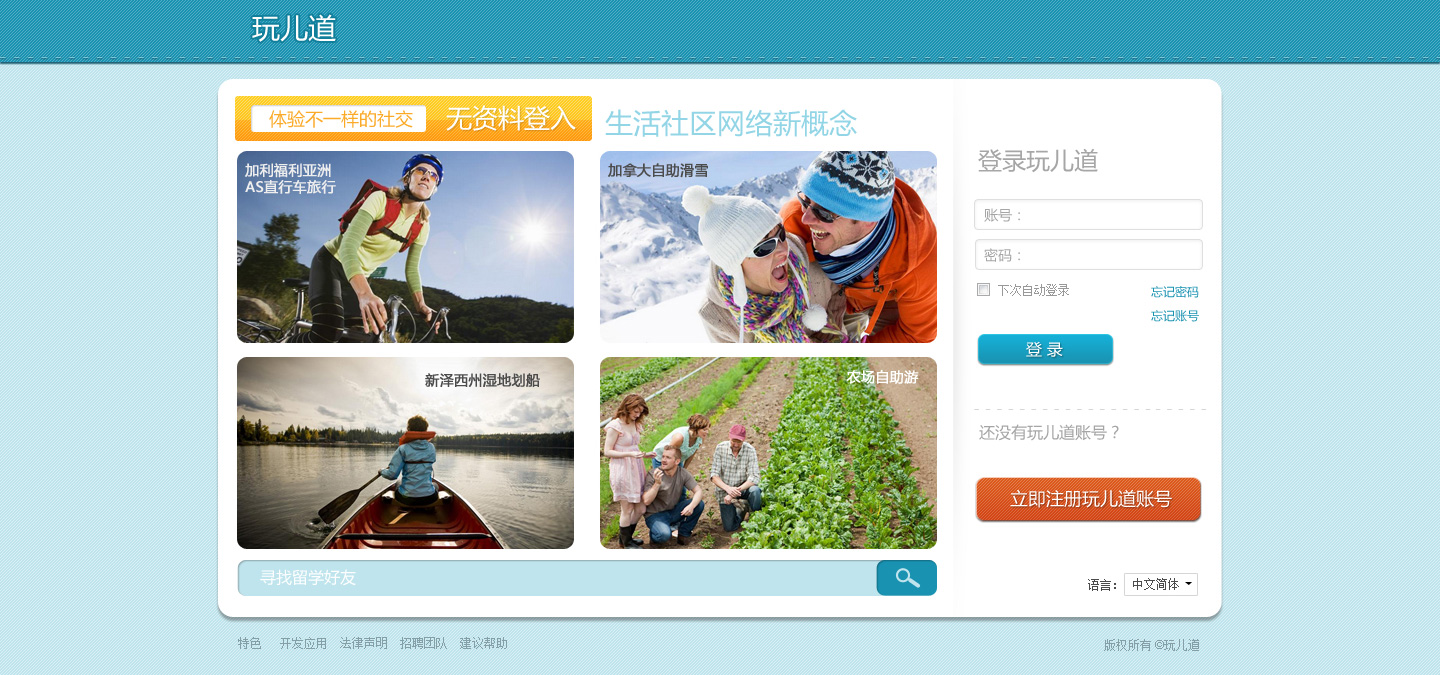 玩儿道
体验不一样的社交 无资料登入 生活社区网络新概念
加利福利亚洲
AS直行车旅行
加拿大自助滑雪
新泽西州湿地划船
农场自助游
寻找留学好友
登录玩儿道
账号：
密码：
下次自动登录
忘记密码
忘记账号
登 录
还没有玩儿道账号？
立即注册玩儿道账号
语言： 中文简体
特色 开发应用 法律声明 招聘团队 建议帮助
版权所有 ©玩儿道